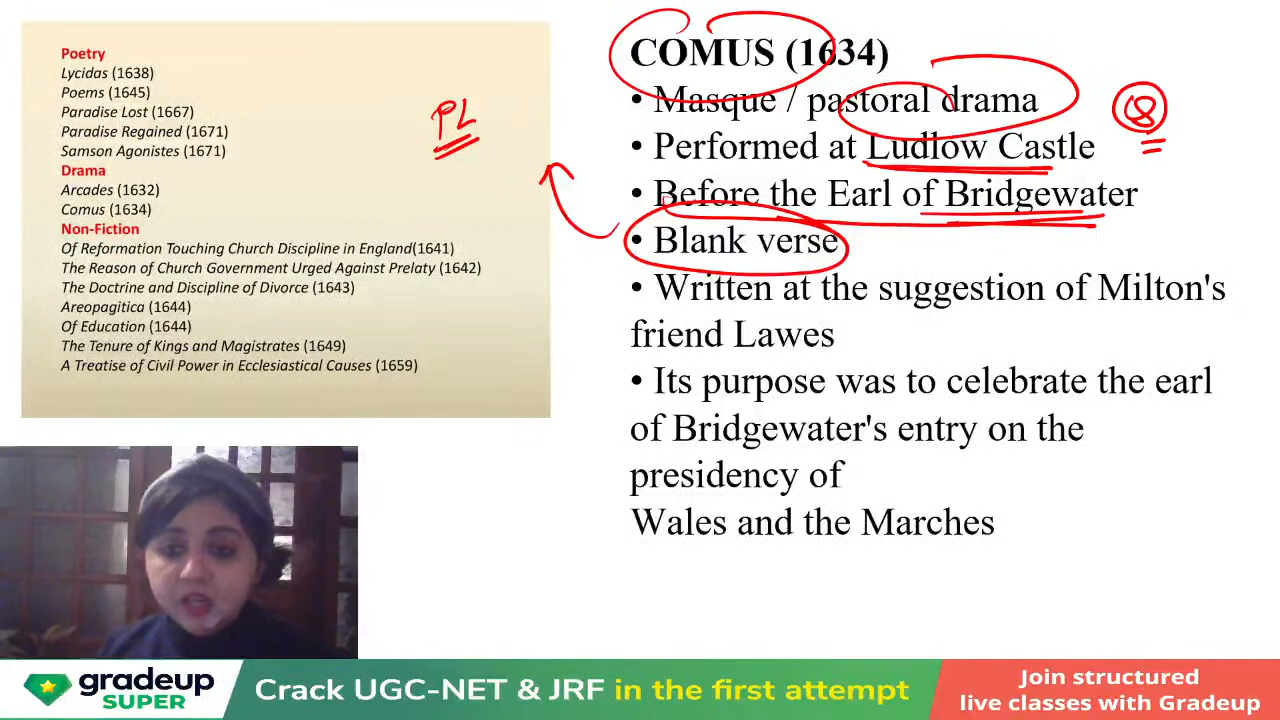 Poetry
Lycidas (1638)
Poems (1645)
Paradise Lost (1667)
Paradise Regained (1671)
Samson Agonistes (1671)
Drama
Arcades (1632)
Comus (1634)
Non-Fiction
Of Reformation Touching Church Discipline in England(1641)
The Reason of Church Government Urged Against Prelaty (1642)
The Doctrine and Discipline of Divorce (1643)
Areopagitica (1644)
Of Education (1644)
The Tenure of Kings and Magistrates (1649)
A Treatise of Civil Power in Ecclesiastical Causes (1659)
PL
COMUS (1634)
• Masque / pastoral drama
• Performed at Ludlow Castle
• Before the Earl of Bridgewater
• Blank verse
• Written at the suggestion of Milton's
friend Lawes
• Its purpose was to celebrate the earl
of Bridgewater's entry on the
presidency of
Wales and the Marches
gradeup
SUPER
Crack UGC-NET & JRF in the first attempt
Join structured
live classes with Gradeup